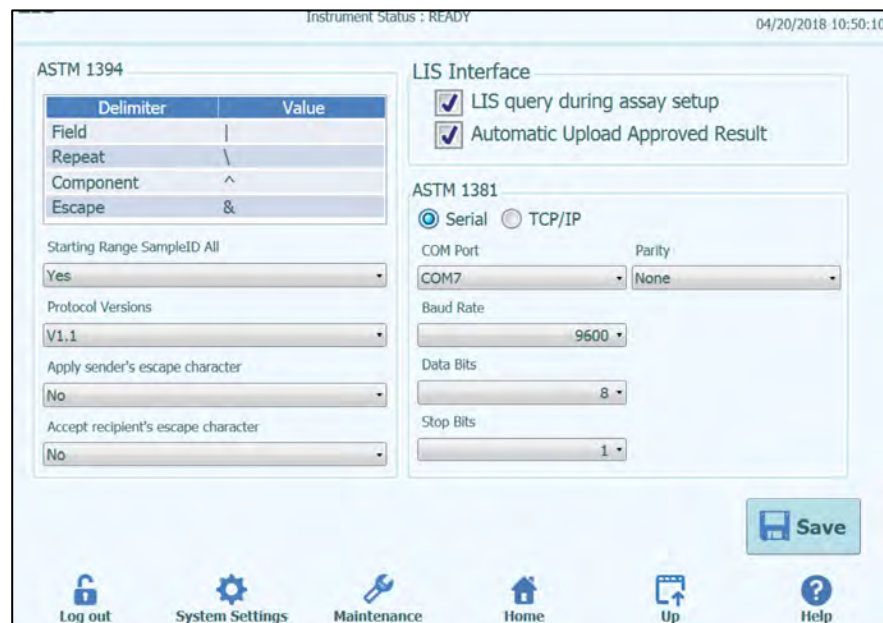 Instrument Status : READY
04/20/2018 10:50:10
ASTM 1394
Delimiter Value
Field |
Repeat \
Component ^
Escape &
Starting Range SampleID All
Yes
Protocol Versions
V1.1
Apply sender's escape character
No
Accept recipient's escape character
No
LIS Interface
LIS query during assay setup
Automatic Upload Approved Result
ASTM 1381
Serial TCP/IP
COM Port Parity
COM7 None
Baud Rate
9600
Data Bits
8
Stop Bits
1
Save
Log out System Settings Maintenance Home Up Help